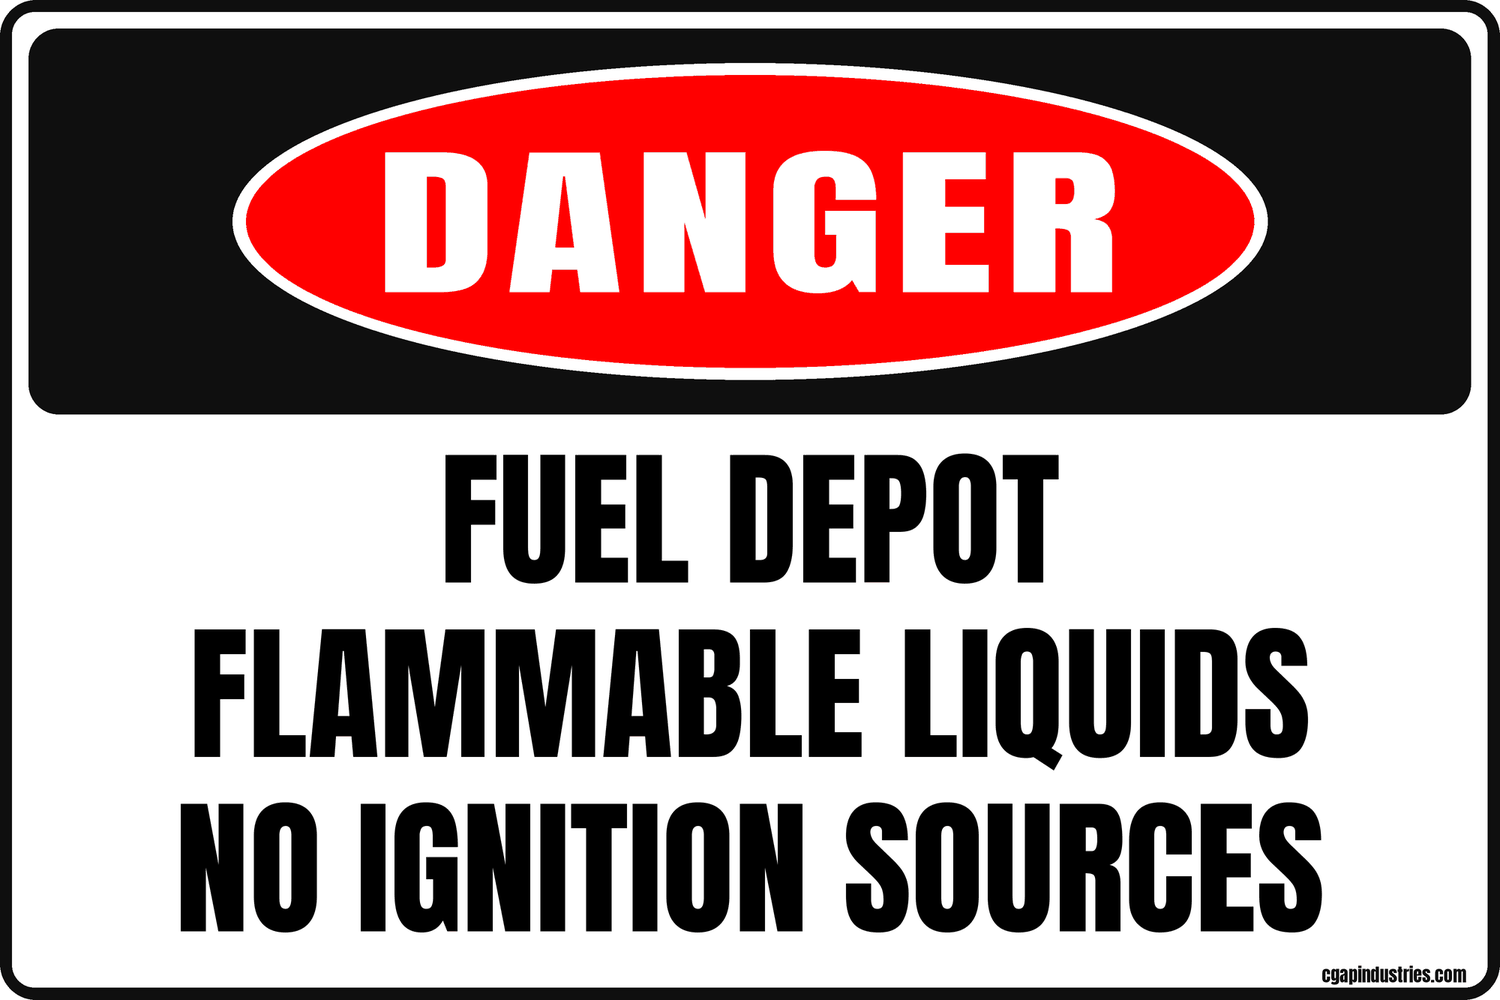 DANGER
FUEL DEPOT
FLAMMABLE LIQUIDS
NO IGNITION SOURCES
cgapindustries.com